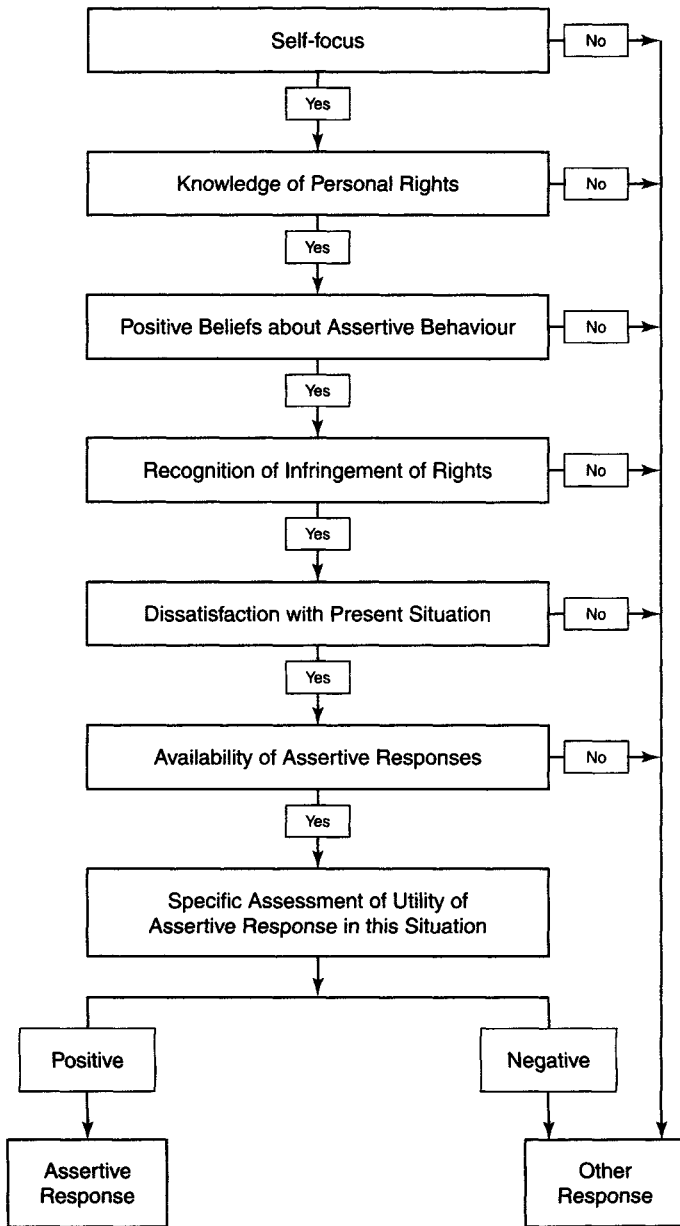 Self-focus
No
Yes
Knowledge of Personal Rights
No
Yes
Positive Beliefs about Assertive Behaviour
No
Yes
Recognition of Infringement of Rights
No
Yes
Dissatisfaction with Present Situation
No
Yes
Availability of Assertive Responses
No
Yes
Specific Assessment of Utility of
Assertive Response in this Situation
Positive
Negative
Assertive
Response
Other
Response